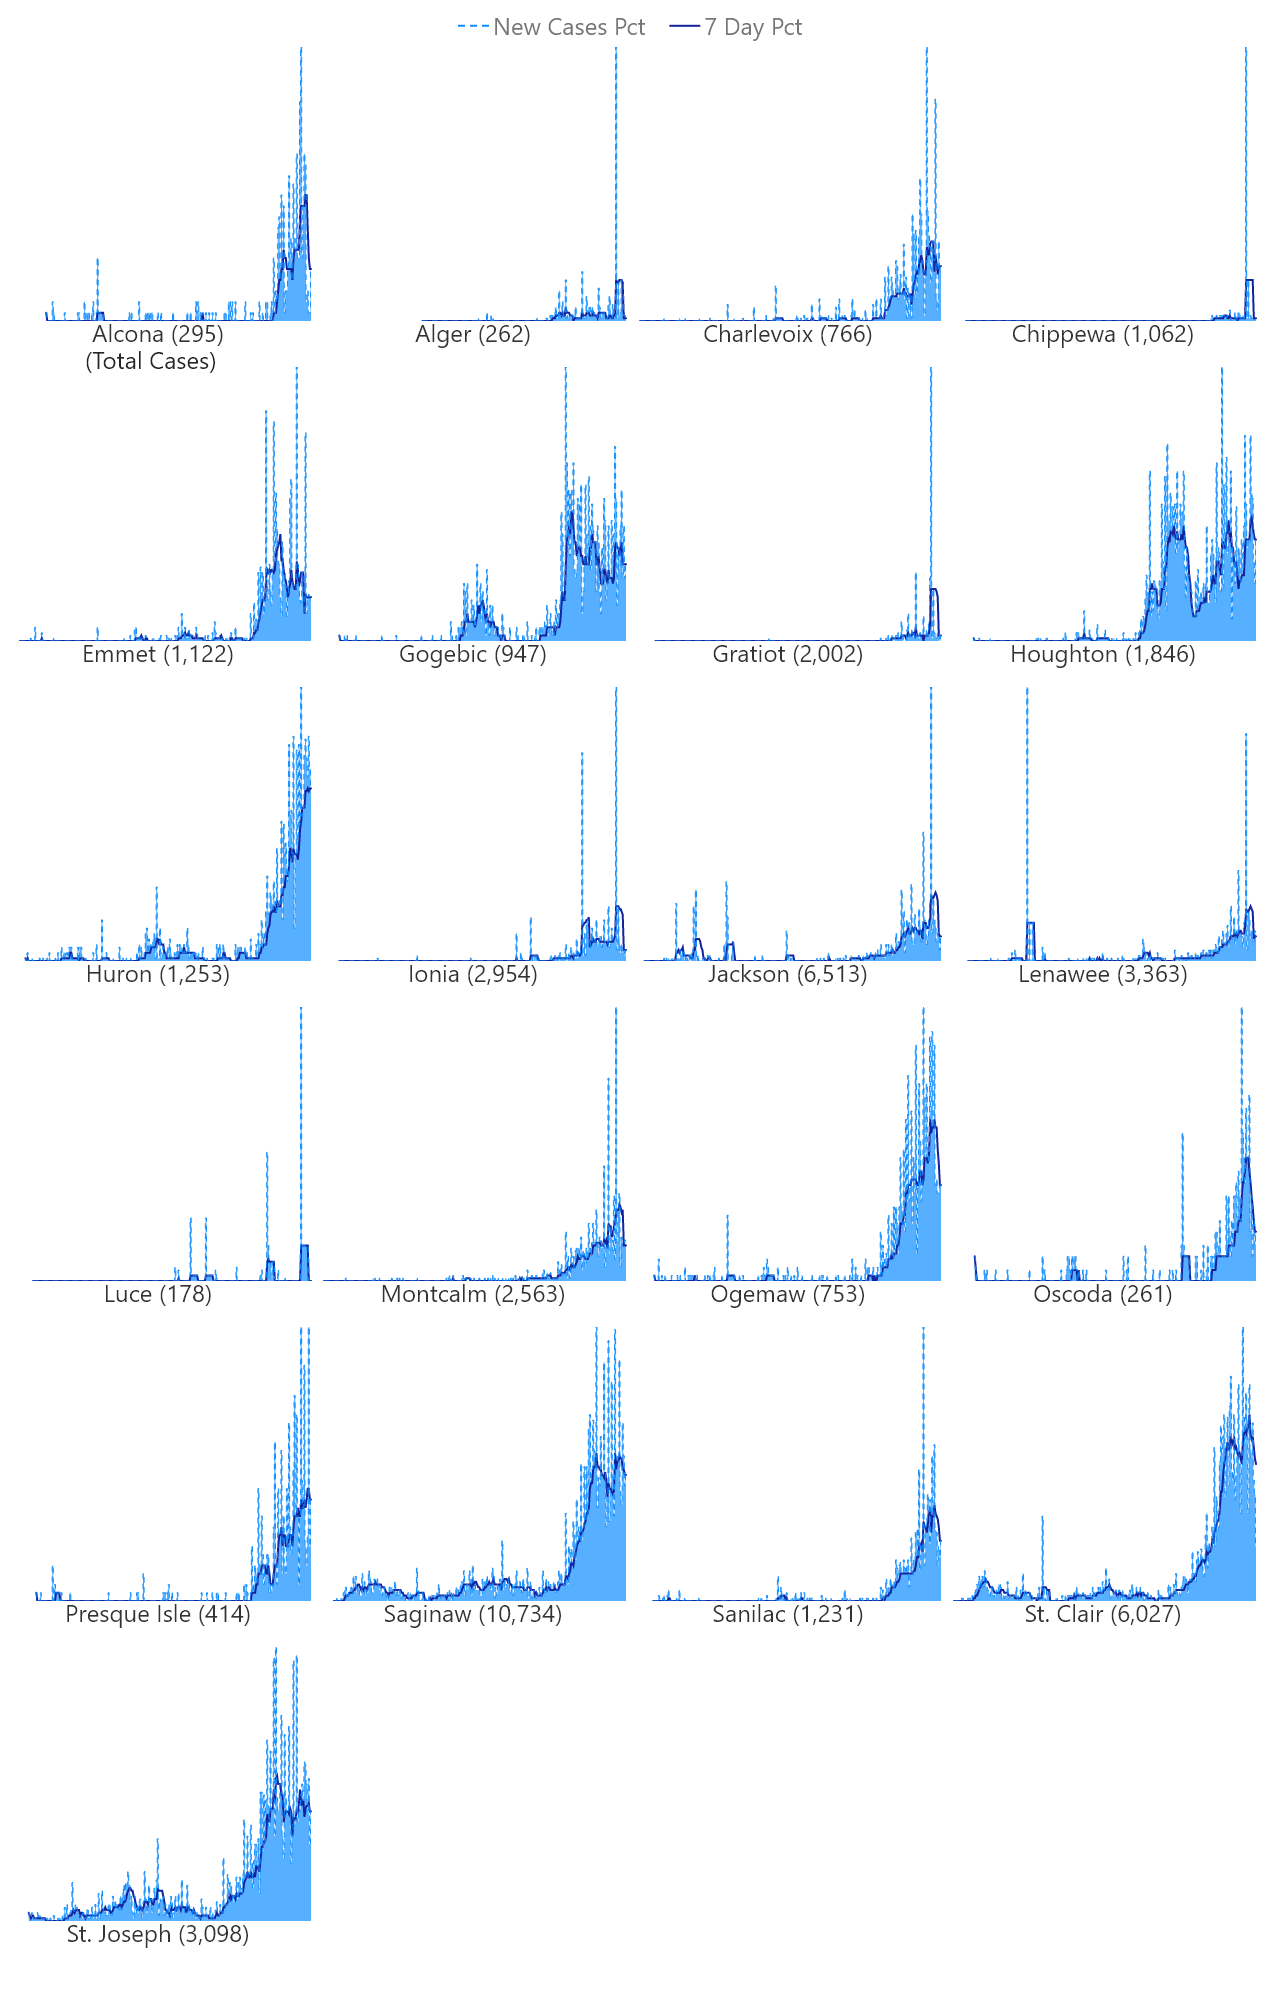 New Cases Pct 7 Day Pct
Alcona (295) Alger (262) Charlevoix (766) Chippewa (1,062)
(Total Cases)
Emmet (1,122) Gogebic (947) Gratiot (2,002) Houghton (1,846)
Huron (1,253) Ionia (2,954) Jackson (6,513) Lenawee (3,363)
Luce (178) Montcalm (2,563) Ogemaw (753) Oscoda (261)
Presque Isle (414) Saginaw (10,734) Sanilac (1,231) St. Clair (6,027)
St. Joseph (3,098)